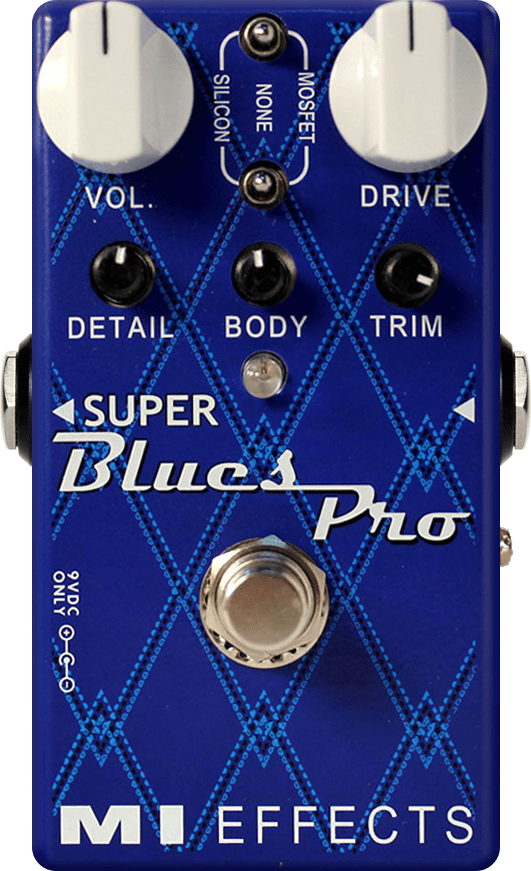 SILICON
NONE
MOSFET
VOL.
DRIVE
DETAIL BODY TRIM
SUPER
Blues
Pro
9VDC
ONLY
MI EFFECTS